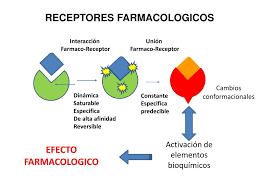 RECEPTORES FARMACOLOGICOS
Interacción
Farmaco-Receptor
Unión
Farmaco-Receptor
Dinámica
Saturable
Específica
De alta afinidad
Reversible
Constante
Específica
predecible
Cambios
conformacionales
EFECTO
FARMACOLOGICO
Activación de
elementos
bioquímicos